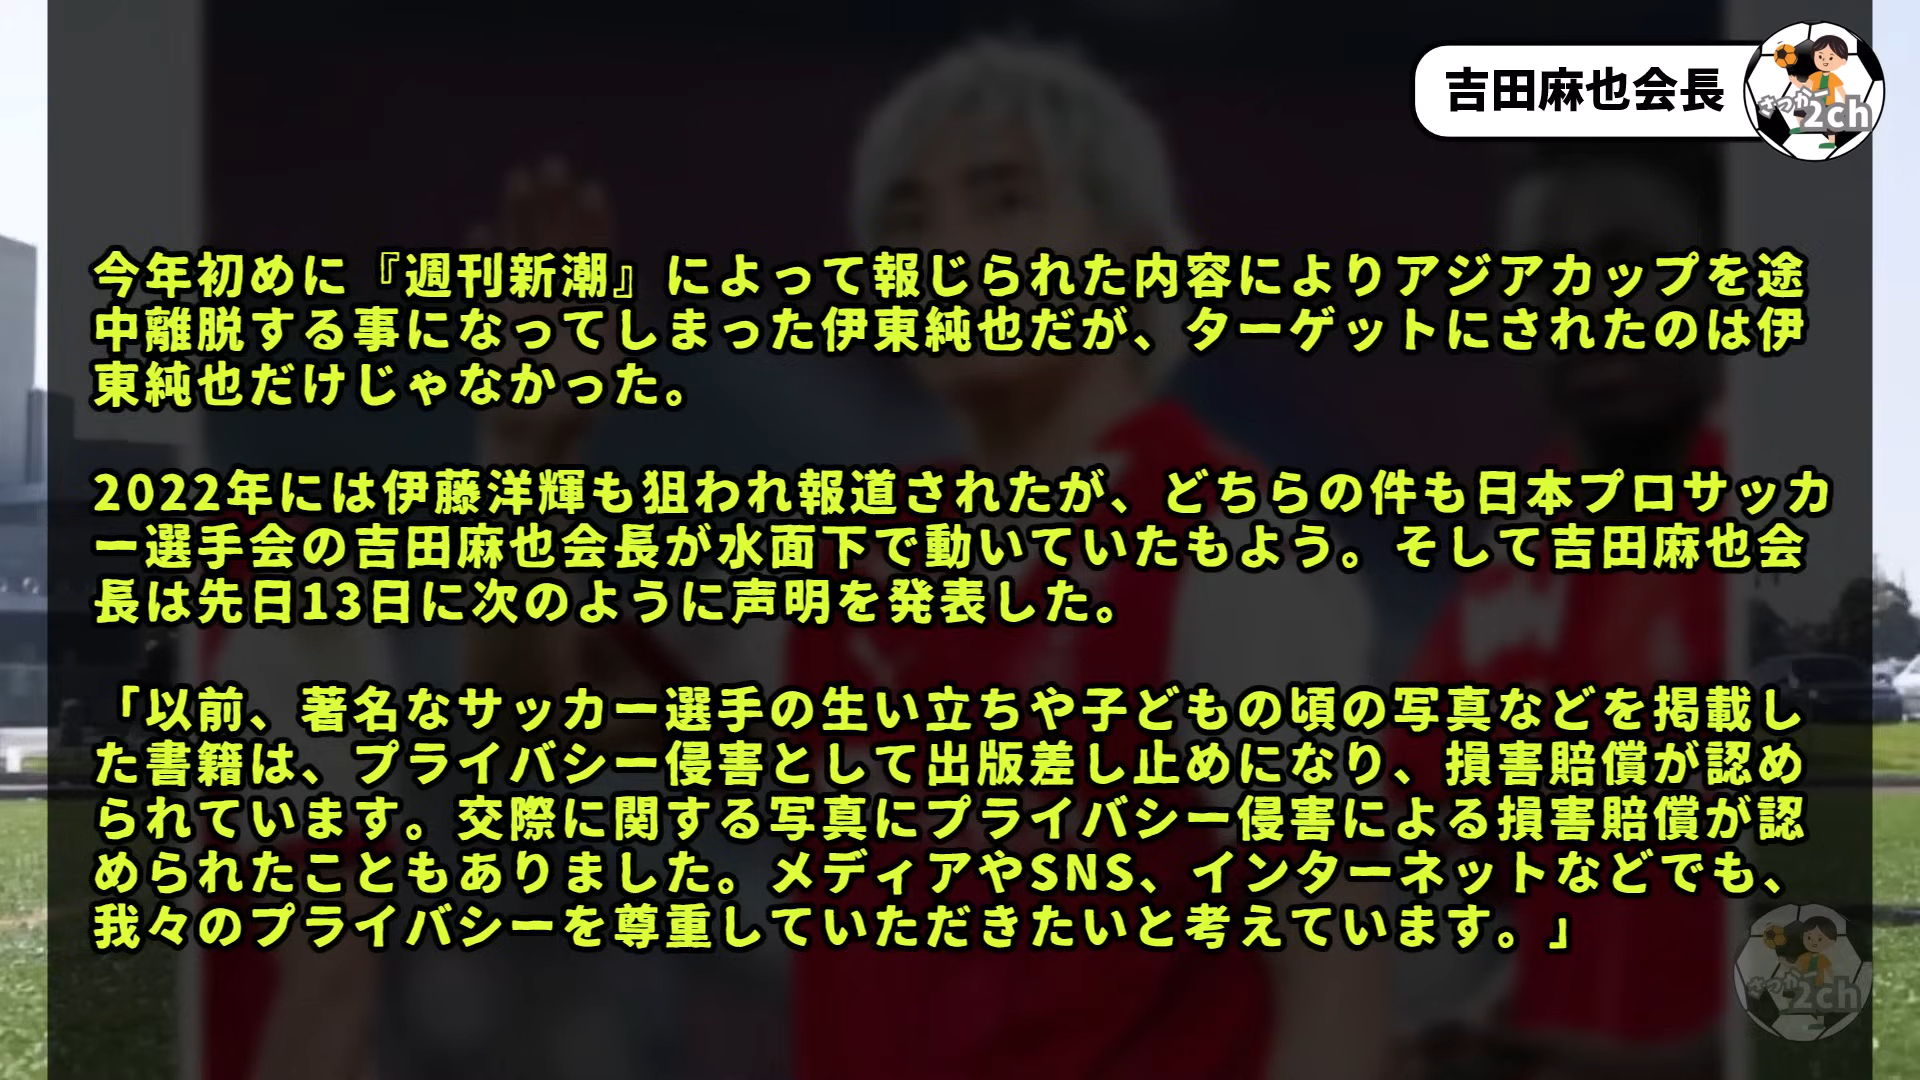 吉田麻也会長
さっかー
2ch
今年初めに『週刊新潮』によって報じられた内容によりアジアカップを途
中離脱する事になってしまった伊東純也だが、ターゲットにされたのは伊
東純也だけじゃなかった。
2022年には伊藤洋輝も狙われ報道されたが、どちらの件も日本プロサッカ
ー選手会の吉田麻也会長が水面下で動いていたもよう。そして吉田麻也会
長は先日13日に次のように声明を発表した。
「以前、著名なサッカー選手の生い立ちや子どもの頃の写真などを掲載し
た書籍は、プライバシー侵害として出版差し止めになり、損害賠償が認め
られています。交際に関する写真にプライバシー侵害による損害賠償が認
められたこともありました。メディアやSNS、インターネットなどでも、
我々のプライバシーを尊重していただきたいと考えています。」
さっかー
2ch